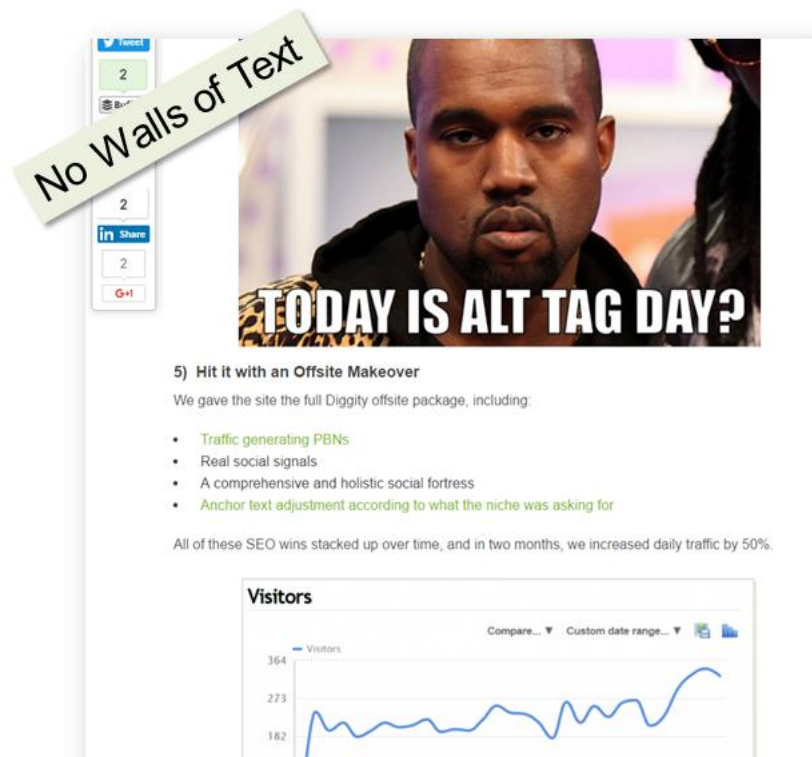 No Walls of Text
Tweet
2
2
in Share
2
G+1
TODAY IS ALT TAG DAY?
5) Hit it with an Offsite Makeover
We gave the site the full Diggity offsite package, including:
• Traffic generating PBNs
• Real social signals
• A comprehensive and holistic social fortress
• Anchor text adjustment according to what the niche was asking for
All of these SEO wins stacked up over time, and in two months, we increased daily traffic by 50%.
Visitors
Compare... ▼ Custom date range... ▼
Visitors
364
273
182